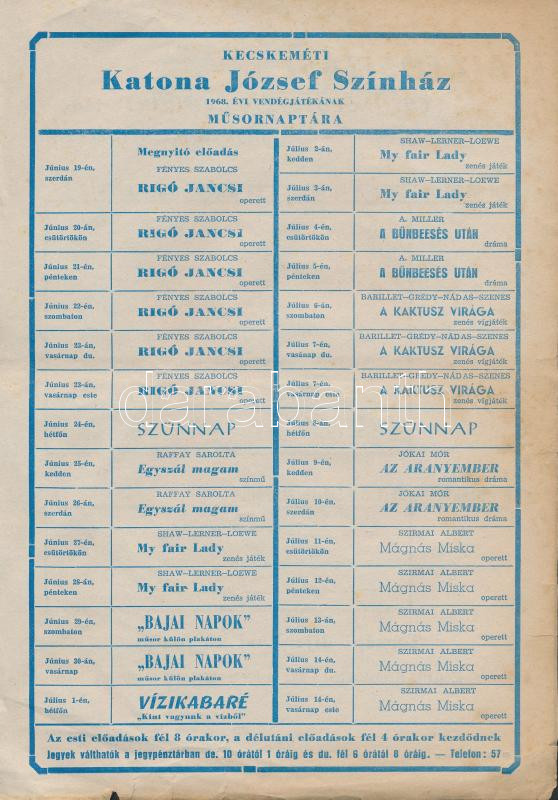 KECSKEMÉTI
Katona József Színház
1968. ÉVI VENDÉGJÁTÉKÁNAK
MŰSORNAPTÁRA
Június 19-én, szerdán
Megnyitó előadás
FÉNYES SZABOLCS
RIGÓ JANCSI
operett
Június 20-án, csütörtökön
FÉNYES SZABOLCS
RIGÓ JANCSI
operett
Június 21-én, pénteken
FÉNYES SZABOLCS
RIGÓ JANCSI
operett
Június 22-én, szombaton
FÉNYES SZABOLCS
RIGÓ JANCSI
operett
Június 23-án, vasárnap du.
FÉNYES SZABOLCS
RIGÓ JANCSI
operett
Június 23-án, vasárnap este
FÉNYES SZABOLCS
RIGÓ JANCSI
operett
Június 24-én, hétfőn
SZÜNNAP
Június 25-én, kedden
RAFFAY SAROLTA
Egyszál magam
színmű
Június 26-án, szerdán
RAFFAY SAROLTA
Egyszál magam
színmű
Június 27-én, csütörtökön
SHAW-LERNER-LOEWE
My fair Lady
zenés játék
Június 28-án, pénteken
SHAW-LERNER-LOEWE
My fair Lady
zenés játék
Június 29-én, szombaton
„BAJAI NAPOK"
műsor külön plakáton
Június 30-án, vasárnap
„BAJAI NAPOK"
műsor külön plakáton
Július 1-én, hétfőn
VÍZIKABARÉ
„Kint vagyunk a vízből"
Július 2-án, kedden
SHAW-LERNER-LOEWE
My fair Lady
zenés játék
Július 3-án, szerdán
SHAW-LERNER-LOEWE
My fair Lady
zenés játék
Július 4-én, csütörtökön
A. MILLER
A BŰNBEESÉS UTÁN
dráma
Július 5-én, pénteken
A. MILLER
A BŰNBEESÉS UTÁN
dráma
Július 6-án, szombaton
BARILLET-GRÉDY-NÁDAS-SZENES
A KAKTUSZ VIRÁGA
zenés vígjáték
Július 7-én, vasánap du.
BARILLET-GRÉDY-NÁDAS-SZENES
A KAKTUSZ VIRÁGA
zenés vígjáték
Július 7-én, vasárnap este
BARILLET-GRÉDY-NÁDAS-SZENES
A KAKTUSZ VIRÁGA
zenés vígjáték
Július 8-án, hétfőn
SZÜNNAP
Július 9-én, kedden
JÓKAI MÓR
AZ ARANYEMBER
romantikus dráma
Július 10-én, szerdán
JÓKAI MÓR
AZ ARANYEMBER
romantikus dráma
Július 11-én, csütörtökön
SZIRMAI ALBERT
Mágnás Miska
operett
Július 12-én, pénteken
SZIRMAI ALBERT
Mágnás Miska
operett
Július 13-án, szombaton
SZIRMAI ALBERT
Mágnás Miska
operett
Július 14-én, vasárnap du.
SZIRMAI ALBERT
Mágnás Miska
operett
Július 14-én, vasárnap este
SZIRMAI ALBERT
Mágnás Miska
operett
Az esti előadások fél 8 órakor, a délutáni előadások fél 4 órakor kezdődnek
Jegyek válthatók a jegypénztárban de. 10 órától 1 óráig és du. fél 6 órától 8 óráig. — Telefon: 57
darabanth